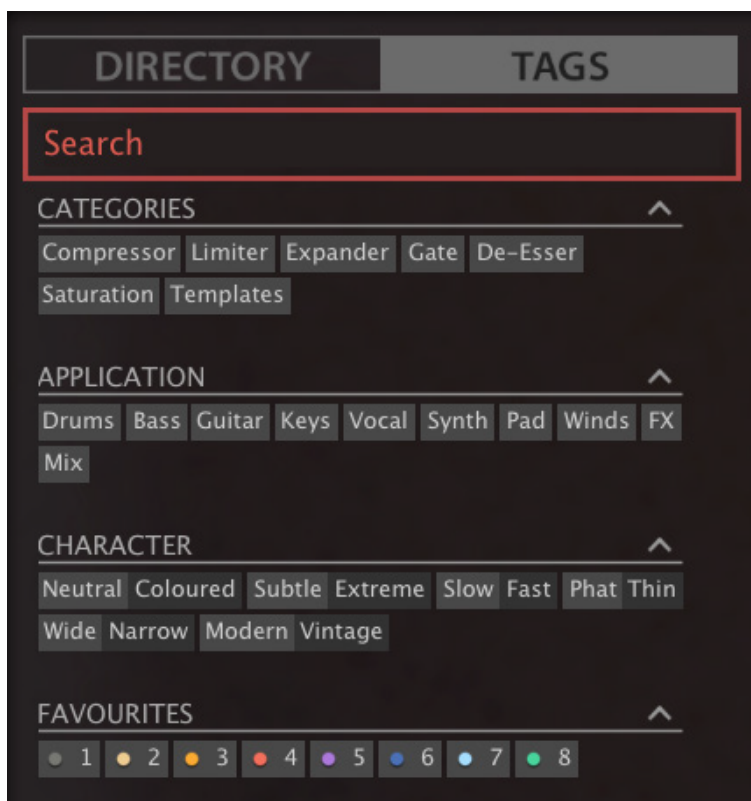 DIRECTORY TAGS
Search
CATEGORIES
Compressor Limiter Expander Gate De-Esser
Saturation Templates
APPLICATION
Drums Bass Guitar Keys Vocal Synth Pad Winds FX
Mix
CHARACTER
Neutral Coloured Subtle Extreme Slow Fast Phat Thin
Wide Narrow Modern Vintage
FAVOURITES
1 2 3 4 5 6 7 8